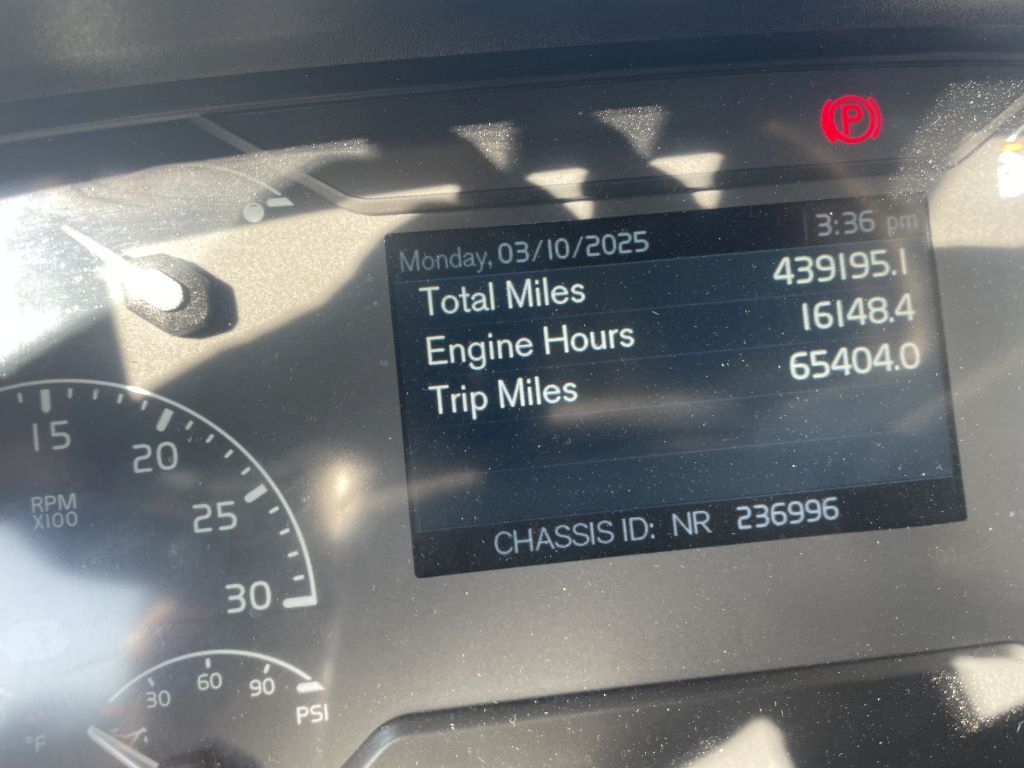 P
Monday, 03/10/2025 3:36 pm
Total Miles 439195.1
Engine Hours 16148.4
Trip Miles 65404.0
CHASSIS ID: NR 236996
15
20
25
30
RPM
X100
30
60
90
PSI
°F